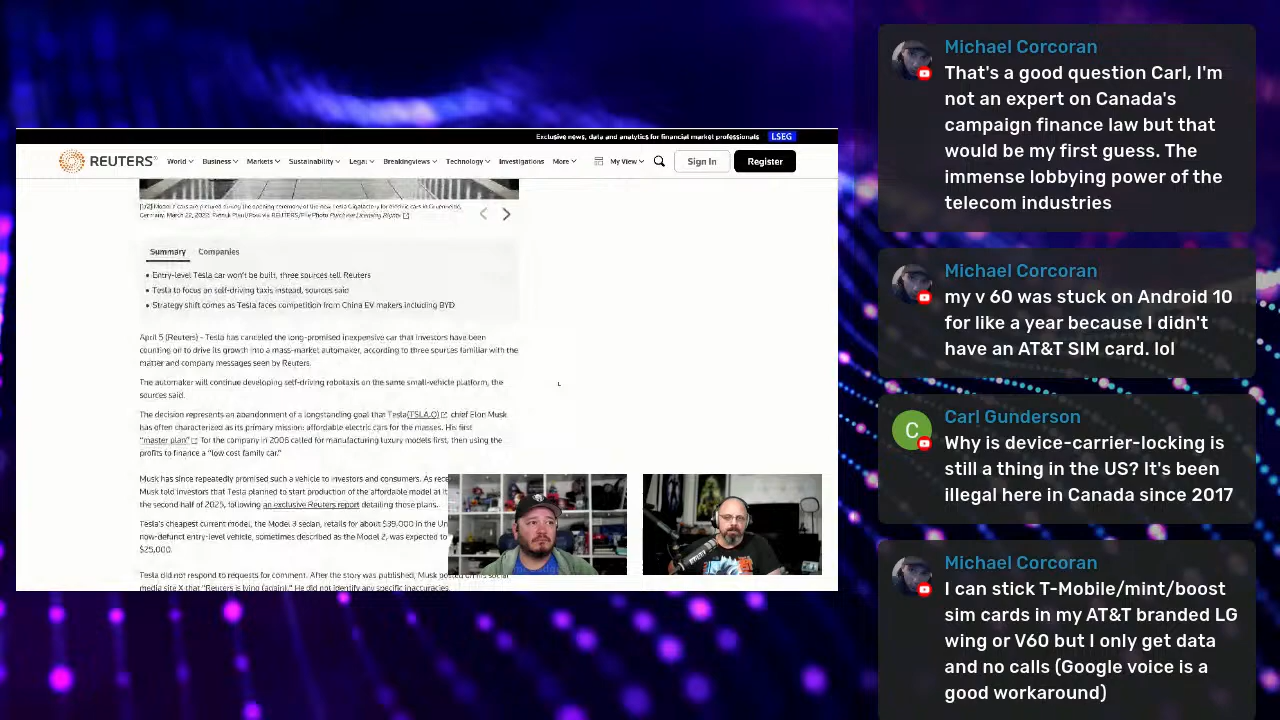 Exclusive news, data and analytics for financial market professionals LSEG
REUTERS
World Business Markets Sustainability Legal Breakingviews Technology Investigations More My View Sign In Register
Summary Companies
Entry-level Tesla car won't be built, three sources tell Reuters
Tesla to focus on self-driving taxis instead, sources said
Strategy shift comes as Tesla faces competition from China EV makers including BYD
April 5 (Reuters) - Tesla has canceled the long-promised inexpensive car that investors have been
counting on to drive its growth into a mass-market automaker, according to three sources familiar with the
matter and company messages seen by Reuters.
The automaker will continue developing self-driving robotaxis on the same small-vehicle platform, the
sources said.
The decision represents an abandonment of a longstanding goal that Tesla (TSLA.O) chief Elon Musk
has often characterized as its primary mission: affordable electric cars for the masses. His first
"master plan" for the company in 2006 called for manufacturing luxury models first, then using the
profits to finance a "low cost family car."
Musk has since repeatedly promised such a vehicle to investors and consumers. As rece
Musk told investors that Tesla planned to start production of the affordable model at it
the second half of 2025, following an exclusive Reuters report detailing those plans.
Tesla's cheapest current model, the Model 3 sedan, retails for about $39,000 in the Un
now-defunct entry-level vehicle, sometimes described as the Model 2, was expected to
$25,000.
Tesla did not respond to requests for comment. After the story was published, Musk posted on his social
media site X that "Reuters is lying (again)." He did not identify any specific inaccuracies.
Michael Corcoran
That's a good question Carl, I'm
not an expert on Canada's
campaign finance law but that
would be my first guess. The
immense lobbying power of the
telecom industries
Michael Corcoran
my v 60 was stuck on Android 10
for like a year because I didn't
have an AT&T SIM card. lol
C
Carl Gunderson
Why is device-carrier-locking is
still a thing in the US? It's been
illegal here in Canada since 2017
Michael Corcoran
I can stick T-Mobile/mint/boost
sim cards in my AT&T branded LG
wing or V60 but I only get data
and no calls (Google voice is a
good workaround)